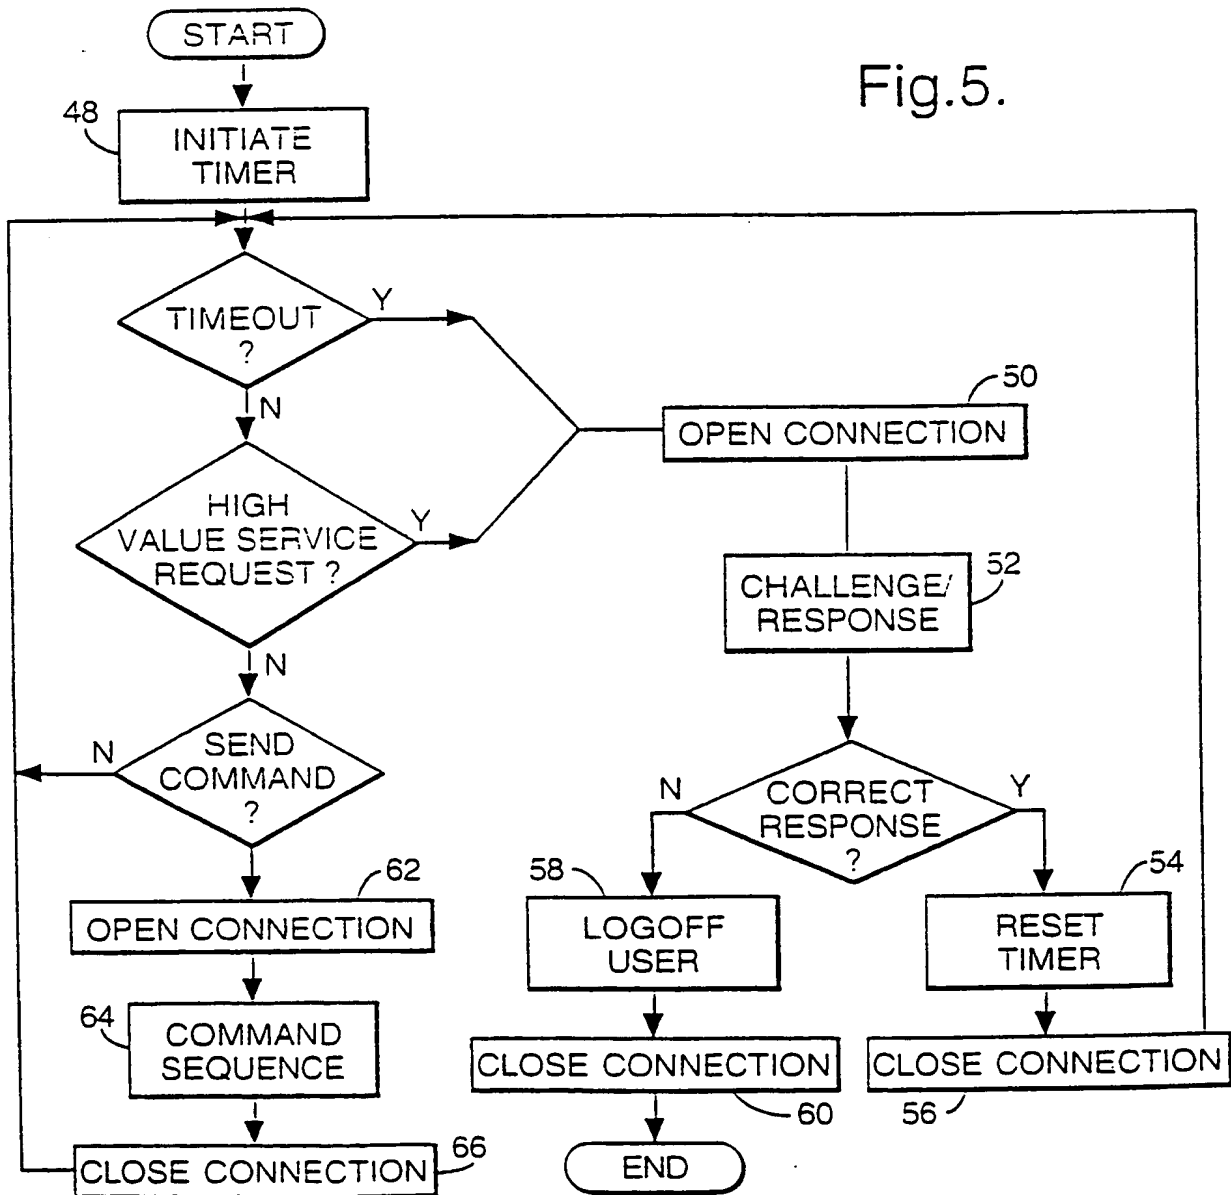 START
Fig.5.
48
INITIATE
TIMER
TIMEOUT
?
Y
N
50
OPEN CONNECTION
HIGH
VALUE SERVICE
REQUEST ?
Y
N
52
CHALLENGE/
RESPONSE
SEND
COMMAND
?
N
CORRECT
RESPONSE
?
N
Y
62
OPEN CONNECTION
58
LOGOFF
USER
54
RESET
TIMER
64
COMMAND
SEQUENCE
CLOSE CONNECTION
60
CLOSE CONNECTION
56
CLOSE CONNECTION
66
END